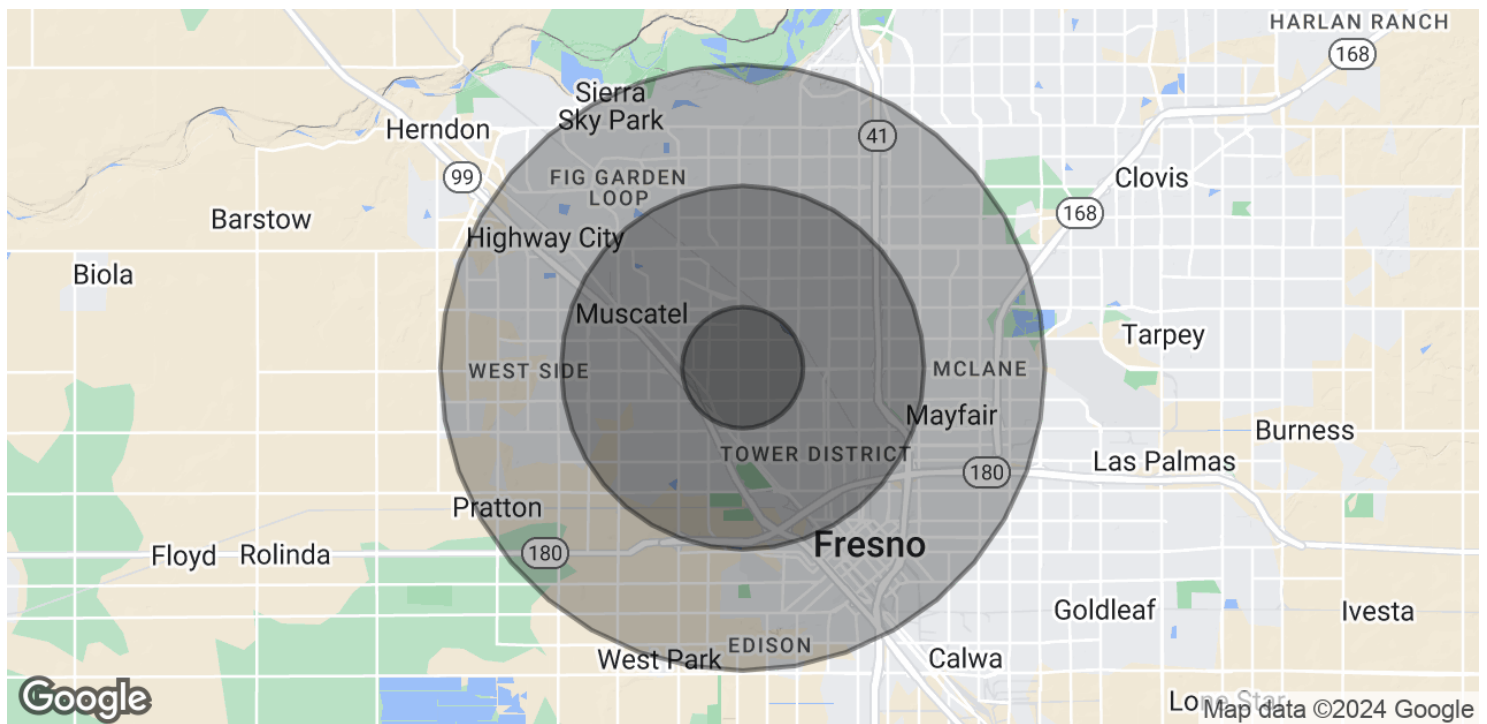 HARLAN RANCH
168
Sierra
Sky Park
Herndon
41
99
FIG GARDEN
LOOP
Clovis
168
Barstow
Highway City
Biola
Muscatel
Tarpey
WEST SIDE
MCLANE
Mayfair
Burness
TOWER DISTRICT
Las Palmas
180
Pratton
Fresno
Floyd
Rolinda
180
Goldleaf
Ivesta
EDISON
West Park
Calwa
Google
Lone Star
Map data ©2024 Google